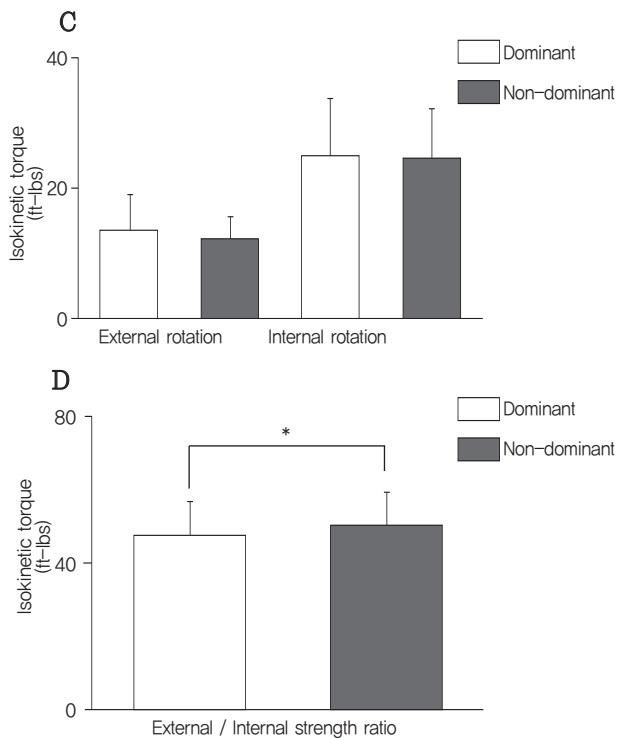 C
Dominant
Non-dominant
Isokinetic torque
(ft-lbs)
40
20
0
External rotation
Internal rotation
D
Dominant
Non-dominant
Isokinetic torque
(ft-lbs)
80
40
0
*
External / Internal strength ratio